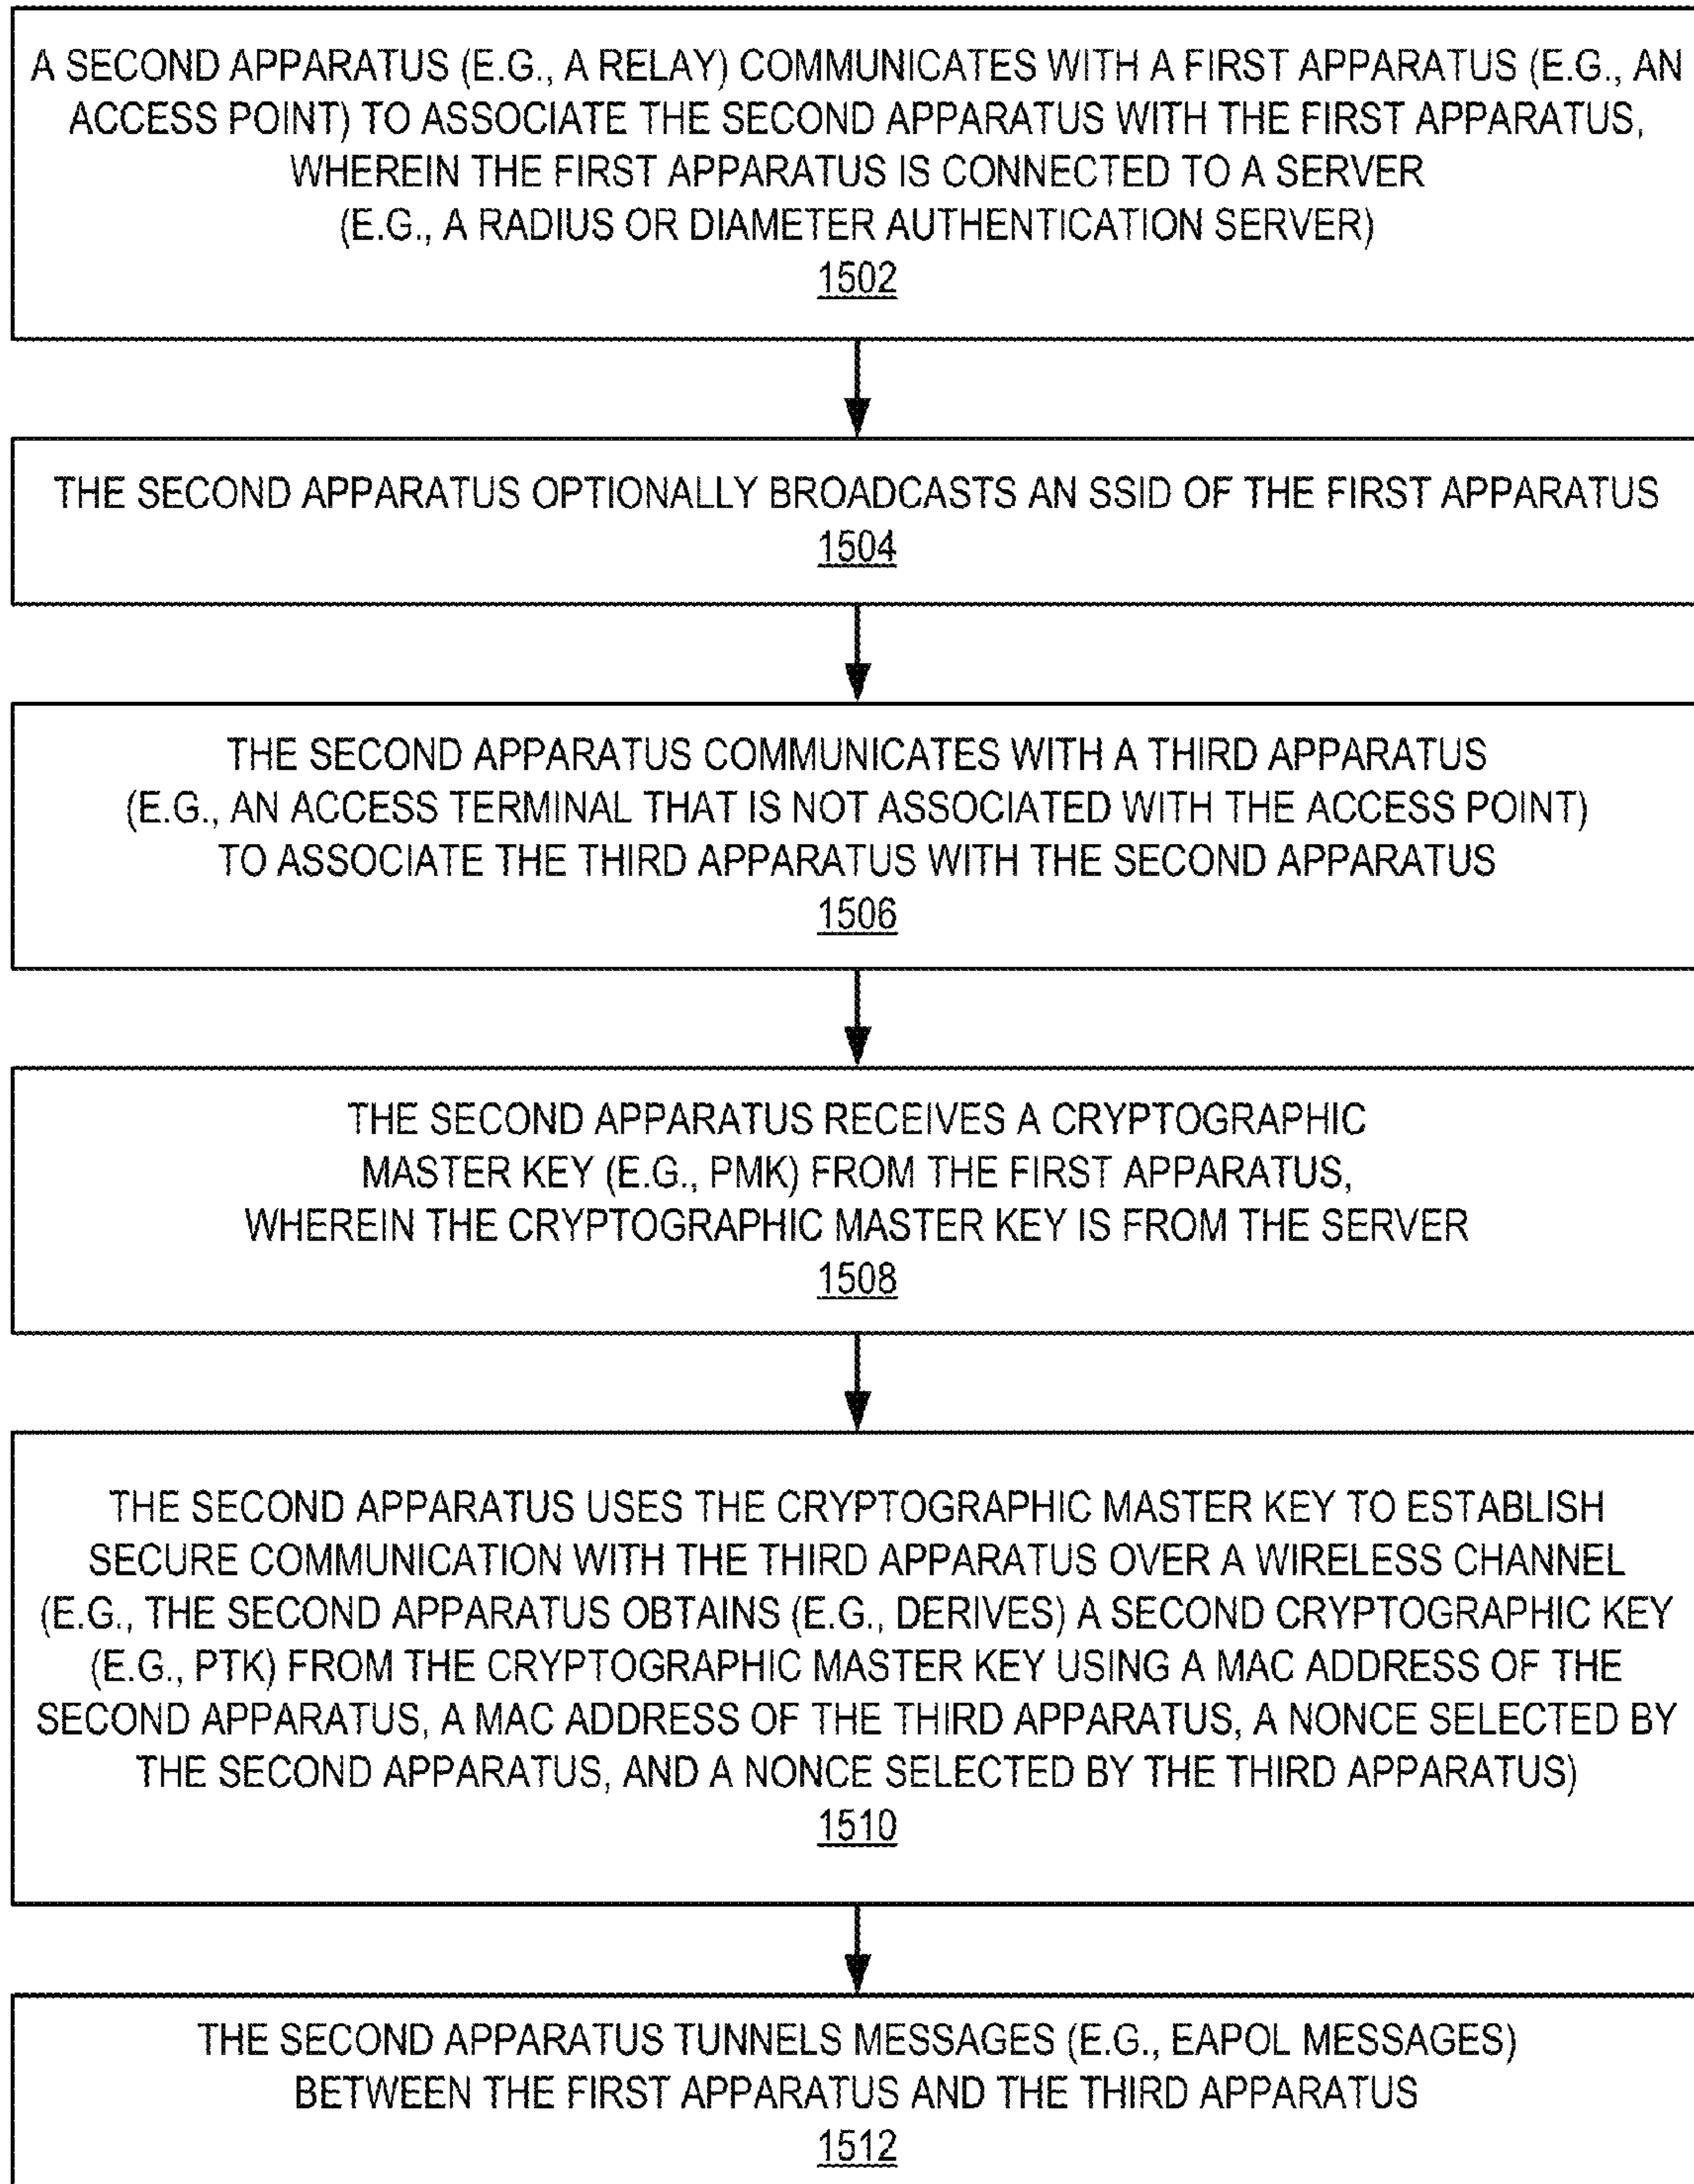 A SECOND APPARATUS (E.G., A RELAY) COMMUNICATES WITH A FIRST APPARATUS (E.G., AN
ACCESS POINT) TO ASSOCIATE THE SECOND APPARATUS WITH THE FIRST APPARATUS,
WHEREIN THE FIRST APPARATUS IS CONNECTED TO A SERVER
(E.G., A RADIUS OR DIAMETER AUTHENTICATION SERVER)
1502
THE SECOND APPARATUS OPTIONALLY BROADCASTS AN SSID OF THE FIRST APPARATUS
1504
THE SECOND APPARATUS COMMUNICATES WITH A THIRD APPARATUS
(E.G., AN ACCESS TERMINAL THAT IS NOT ASSOCIATED WITH THE ACCESS POINT)
TO ASSOCIATE THE THIRD APPARATUS WITH THE SECOND APPARATUS
1506
THE SECOND APPARATUS RECEIVES A CRYPTOGRAPHIC
MASTER KEY (E.G., PMK) FROM THE FIRST APPARATUS,
WHEREIN THE CRYPTOGRAPHIC MASTER KEY IS FROM THE SERVER
1508
THE SECOND APPARATUS USES THE CRYPTOGRAPHIC MASTER KEY TO ESTABLISH
SECURE COMMUNICATION WITH THE THIRD APPARATUS OVER A WIRELESS CHANNEL
(E.G., THE SECOND APPARATUS OBTAINS (E.G., DERIVES) A SECOND CRYPTOGRAPHIC KEY
(E.G., PTK) FROM THE CRYPTOGRAPHIC MASTER KEY USING A MAC ADDRESS OF THE
SECOND APPARATUS, A MAC ADDRESS OF THE THIRD APPARATUS, A NONCE SELECTED BY
THE SECOND APPARATUS, AND A NONCE SELECTED BY THE THIRD APPARATUS)
1510
THE SECOND APPARATUS TUNNELS MESSAGES (E.G., EAPOL MESSAGES)
BETWEEN THE FIRST APPARATUS AND THE THIRD APPARATUS
1512